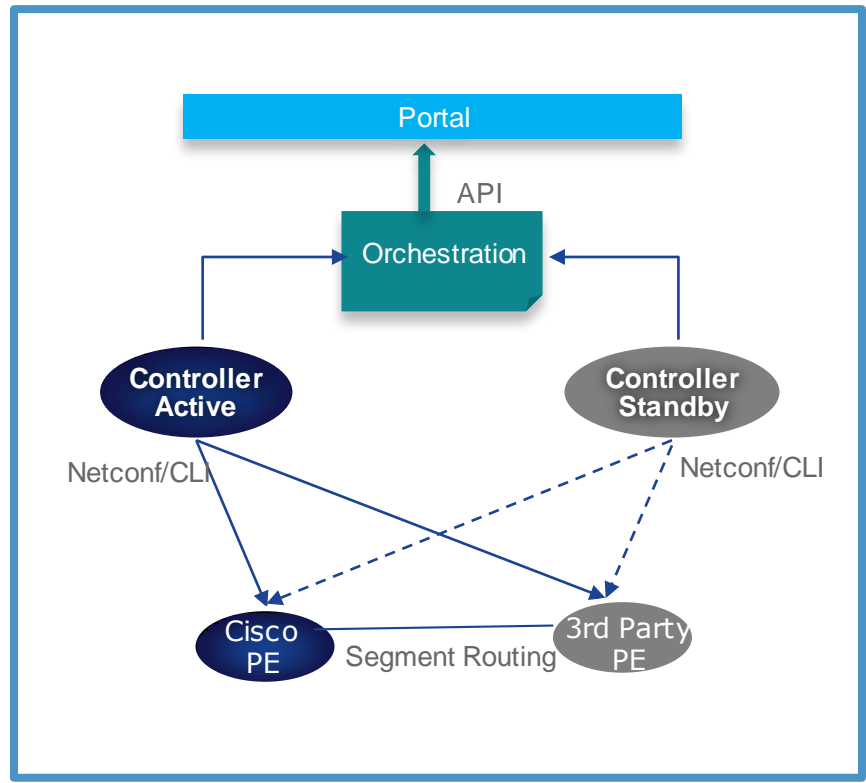 Portal
API
Orchestration
Controller
Active
Controller
Standby
Netconf/CLI
Netconf/CLI
Cisco
PE
3rd Party
PE
Segment Routing